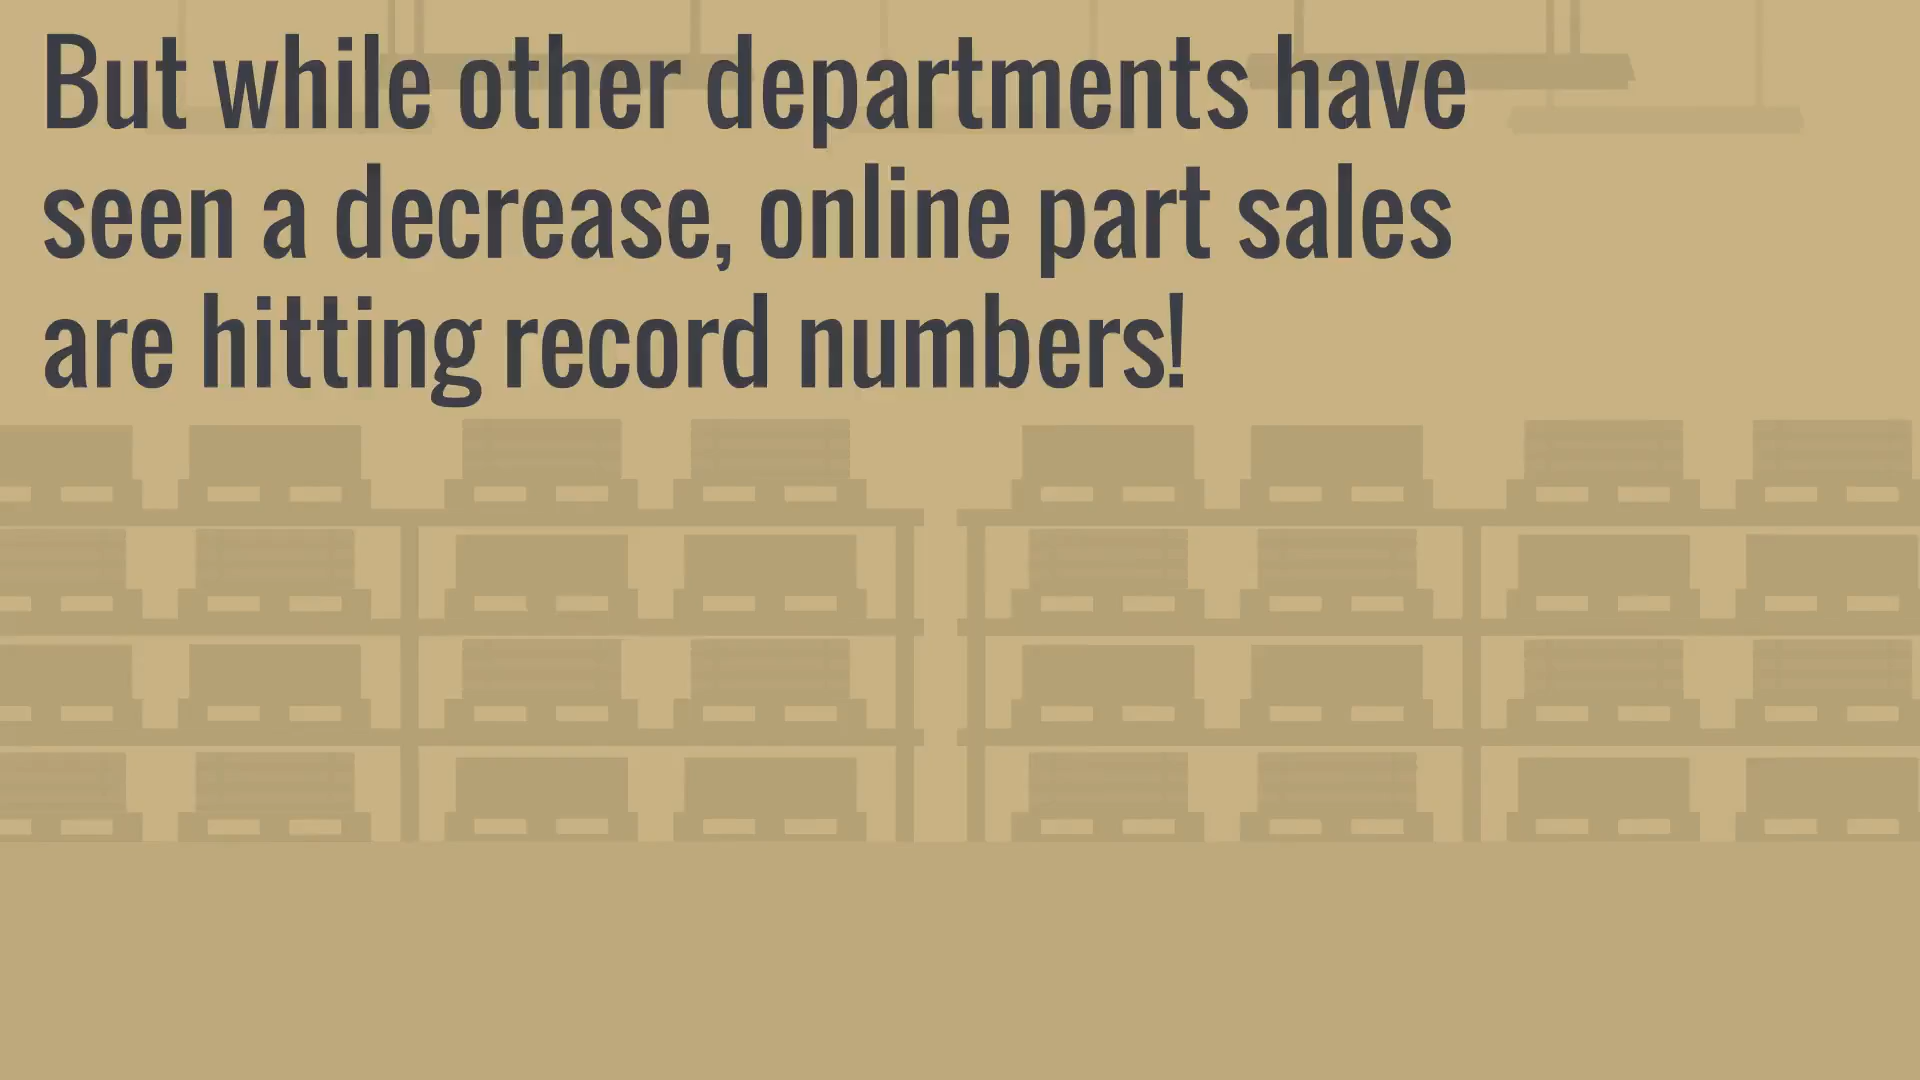 But while other departments have
seen a decrease, online part sales
are hitting record numbers!